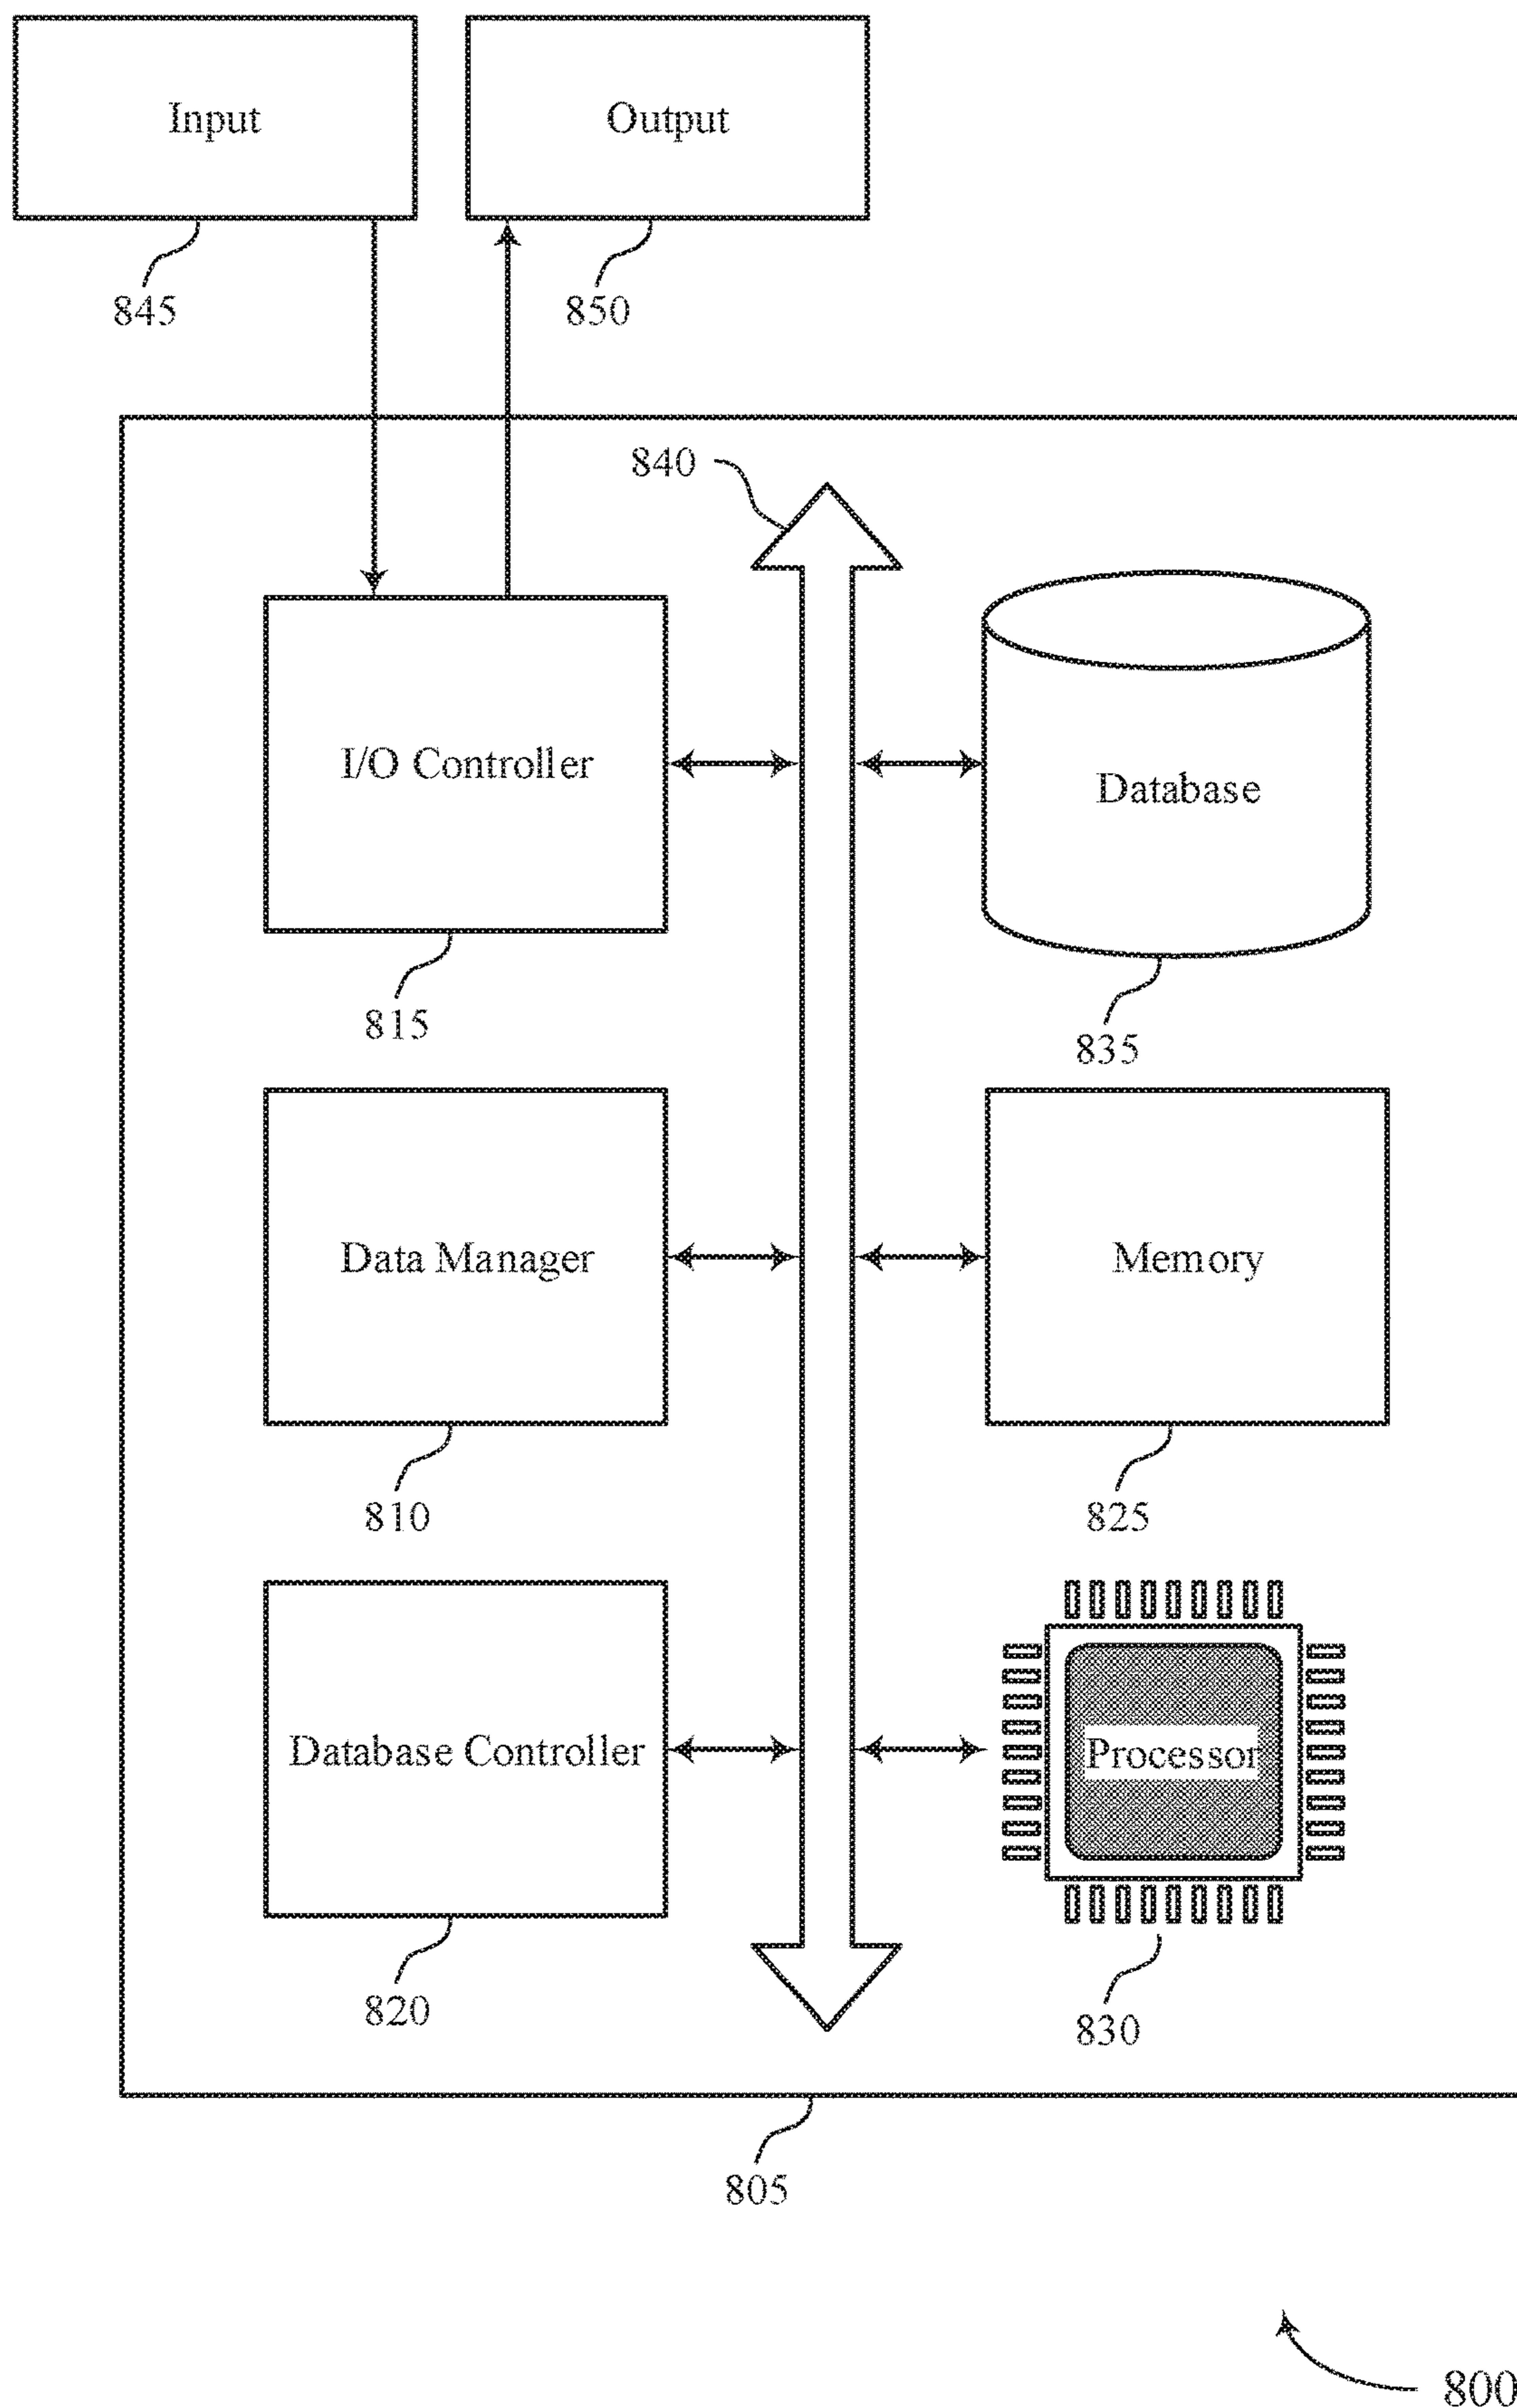 Input
Output
845
850
840
I/O Controller
Database
815
835
Data Manager
Memory
810
825
Database Controller
Processor
820
830
805
800